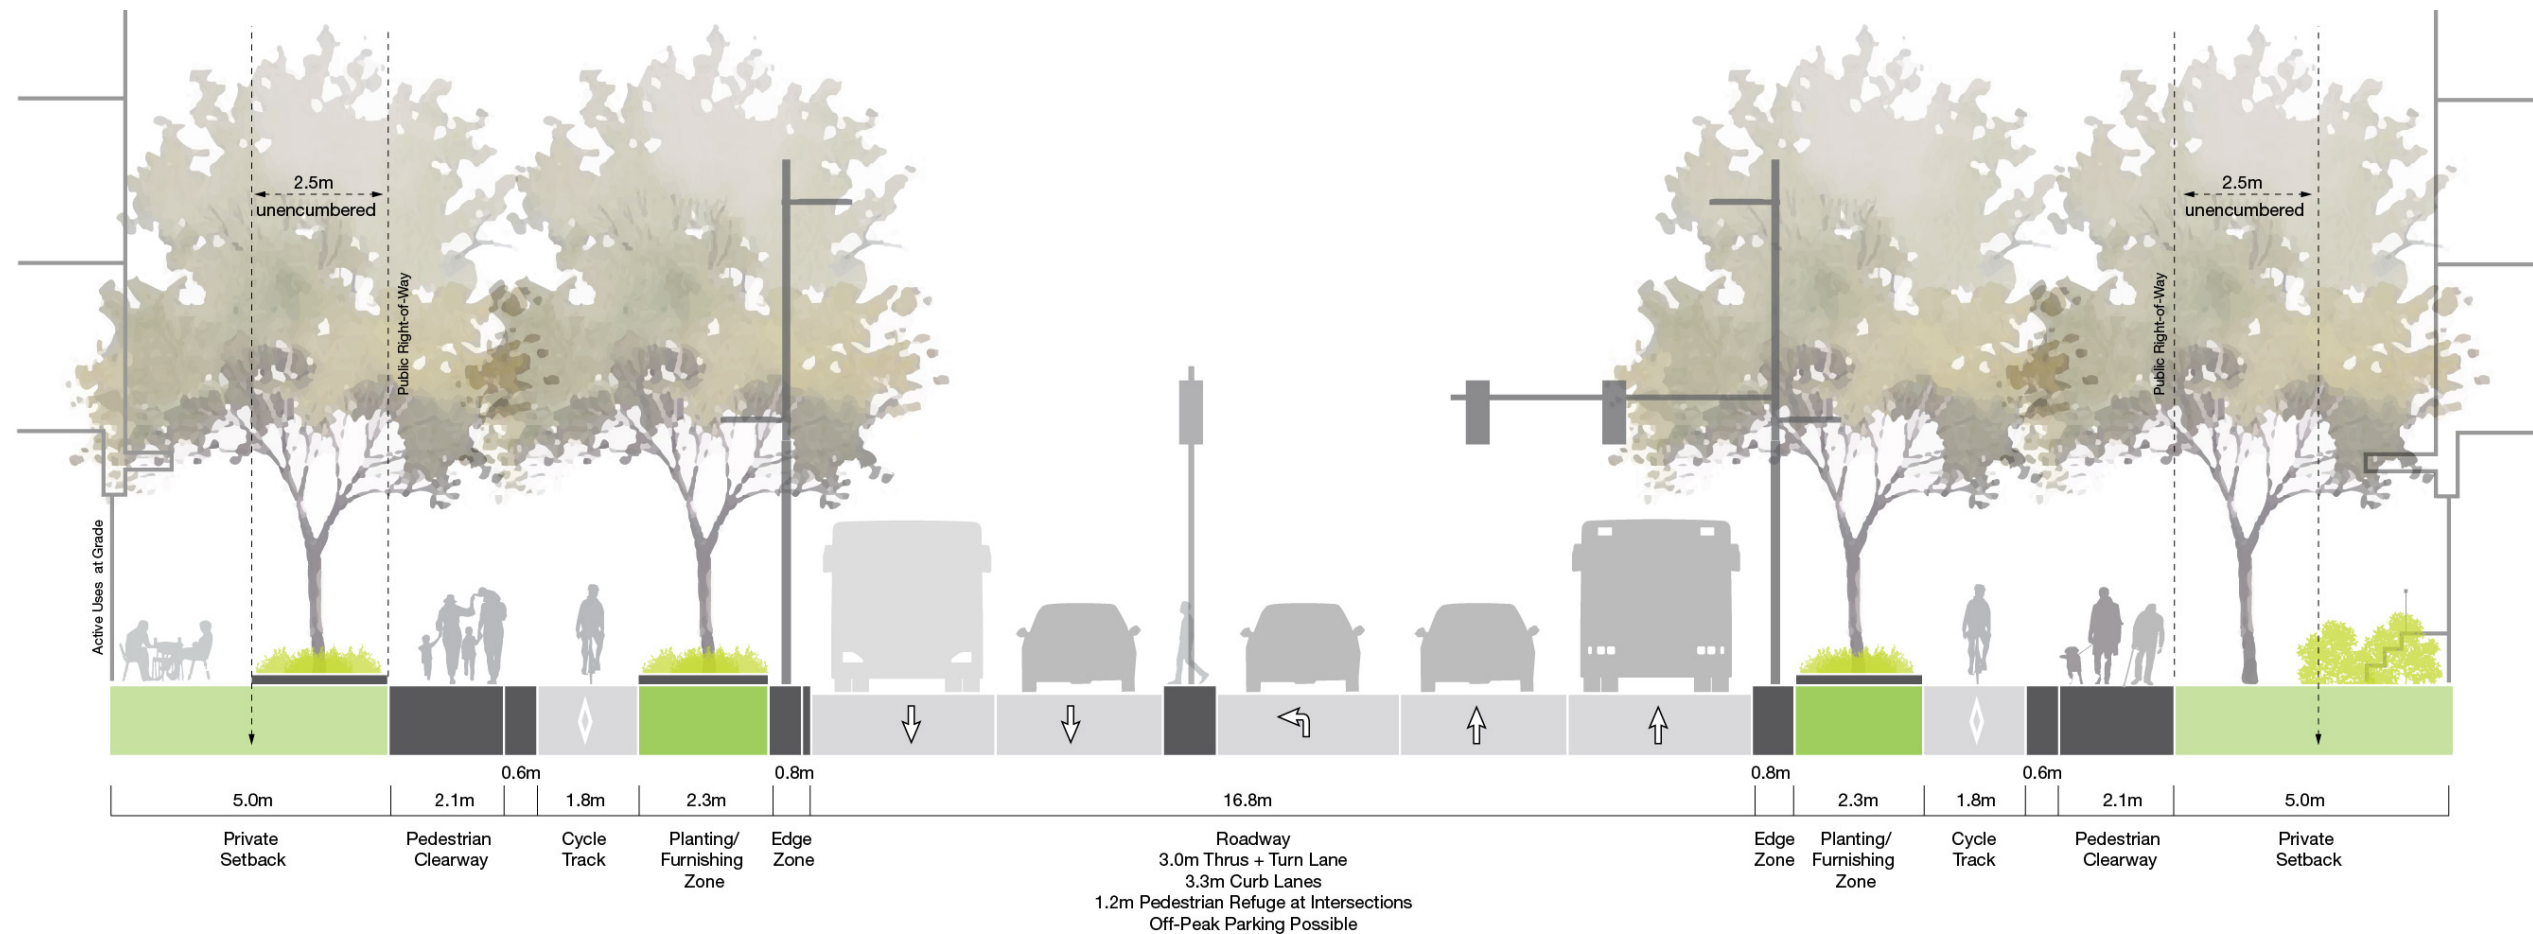 2.5m
unencumbered
2.5m
unencumbered
Public Right-of-Way
Public Right-of-Way
Active Uses at Grade
0.6m
0.8m
0.8m
0.6m
5.0m
2.1m
1.8m
2.3m
16.8m
2.3m
1.8m
2.1m
5.0m
Private
Setback
Pedestrian
Clearway
Cycle
Track
Planting/
Furnishing
Zone
Edge
Zone
Roadway
3.0m Thrus + Turn Lane
3.3m Curb Lanes
1.2m Pedestrian Refuge at Intersections
Off-Peak Parking Possible
Edge
Zone
Planting/
Furnishing
Zone
Cycle
Track
Pedestrian
Clearway
Private
Setback